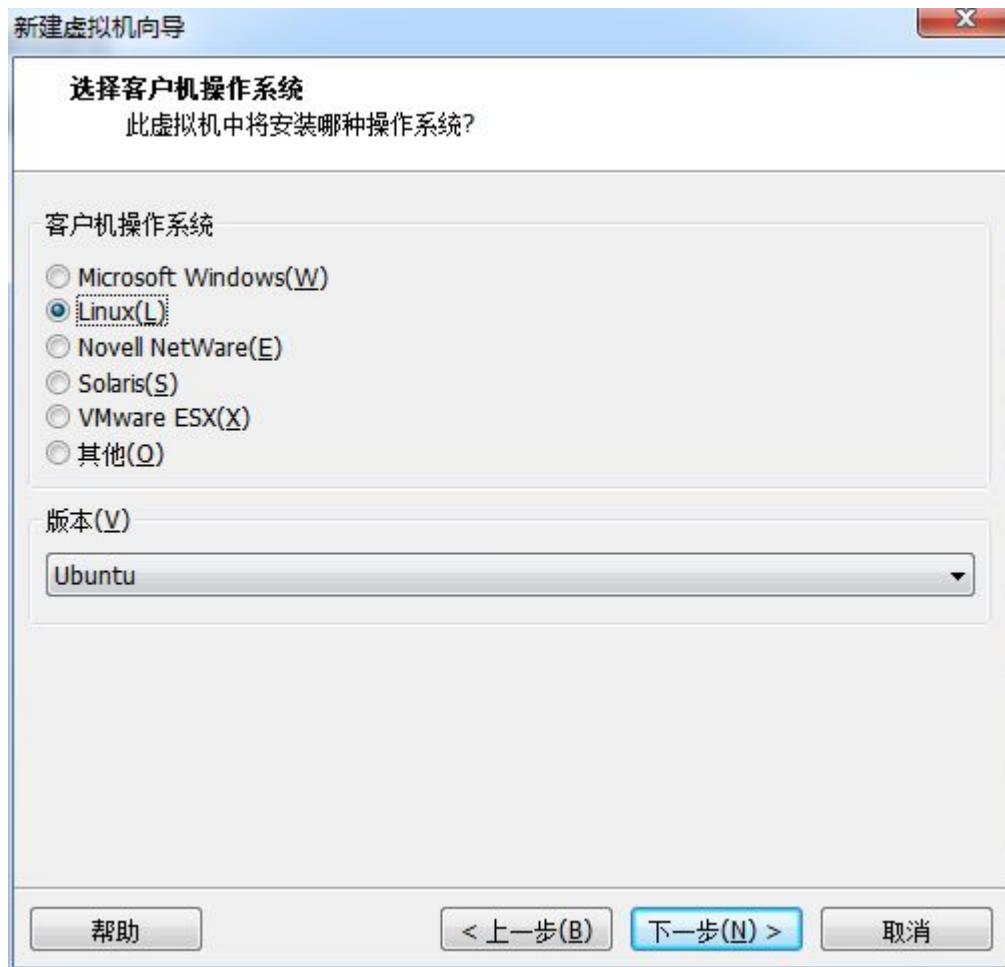 新建虚拟机向导
选择客户机操作系统
此虚拟机中将安装哪种操作系统?
客户机操作系统
Microsoft Windows(W)
Linux(L)
Novell NetWare(E)
Solaris(S)
VMware ESX(X)
其他(O)
版本(V)
Ubuntu
帮助
< 上一步(B)
下一步(N) >
取消